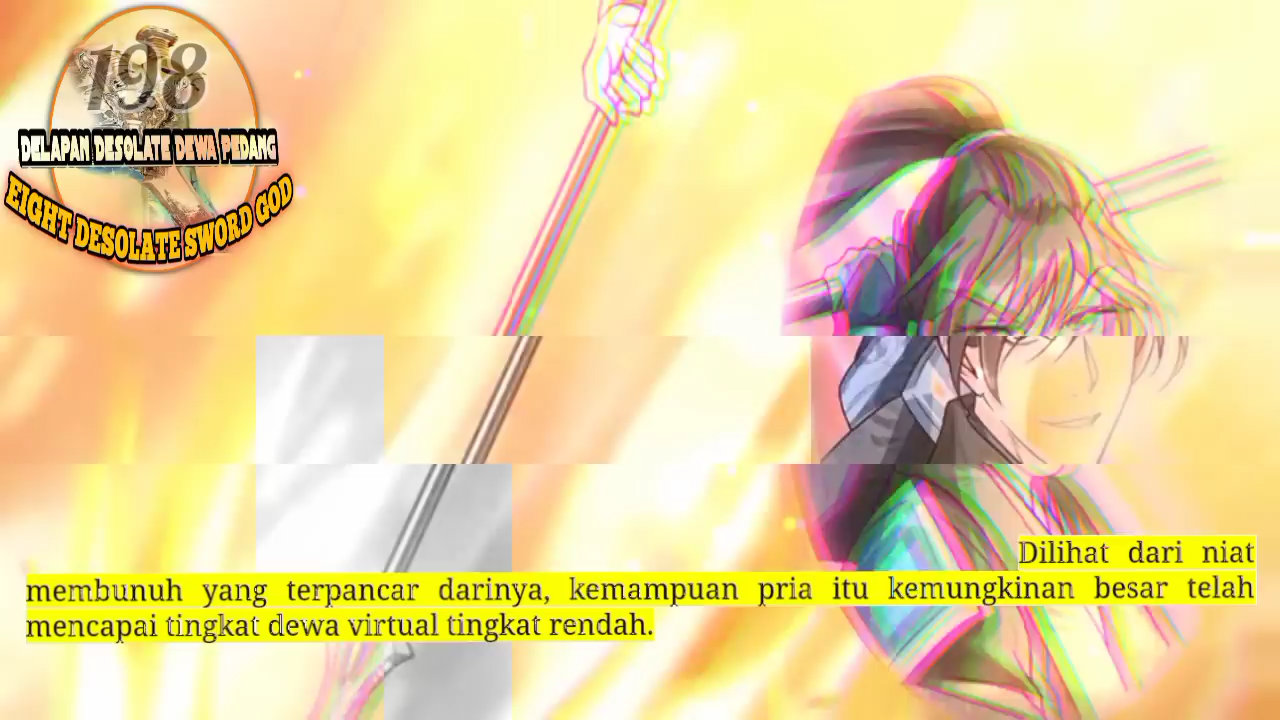 198
DELAPAN DESOLATE DEWA PEDANG
EIGHT DESOLATE SWORD GOD
Dilihat dari niat
membunuh yang terpancar darinya, kemampuan pria itu kemungkinan besar telah
mencapai tingkat dewa virtual tingkat rendah.